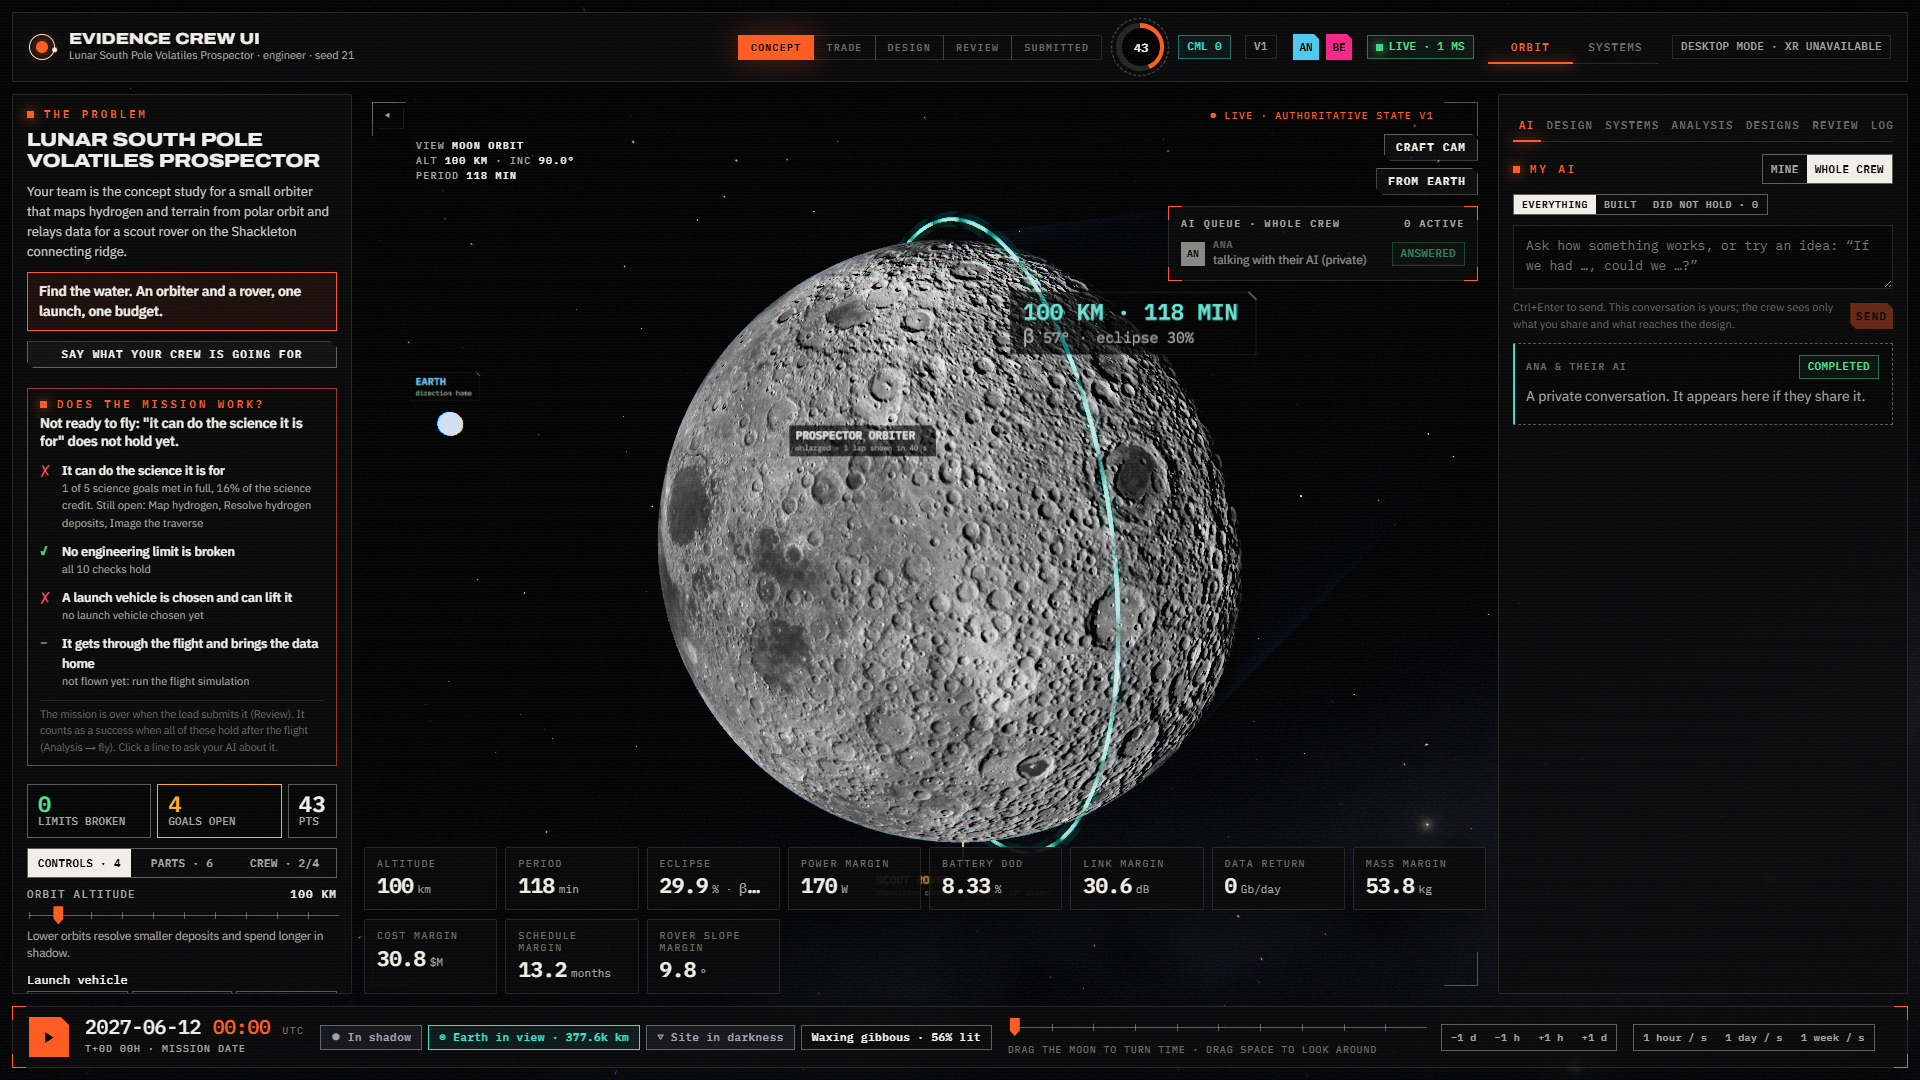 EVIDENCE CREW UI
Lunar South Pole Volatiles Prospector · engineer · seed 21
CONCEPT
TRADE
DESIGN
REVIEW
SUBMITTED
43
CML 0
V1
AN
BE
LIVE · 1 MS
ORBIT
SYSTEMS
DESKTOP MODE · XR UNAVAILABLE
THE PROBLEM
LUNAR SOUTH POLE
VOLATILES PROSPECTOR
Your team is the concept study for a small orbiter
that maps hydrogen and terrain from polar orbit and
relays data for a scout rover on the Shackleton
connecting ridge.
Find the water. An orbiter and a rover, one
launch, one budget.
SAY WHAT YOUR CREW IS GOING FOR
DOES THE MISSION WORK?
Not ready to fly: "it can do the science it is
for" does not hold yet.
✗ It can do the science it is for
1 of 5 science goals met in full, 16% of the science
credit. Still open: Map hydrogen, Resolve hydrogen
deposits, Image the traverse
✓ No engineering limit is broken
all 10 checks hold
✗ A launch vehicle is chosen and can lift it
no launch vehicle chosen yet
– It gets through the flight and brings the data
home
not flown yet: run the flight simulation
The mission is over when the lead submits it (Review). It
counts as a success when all of these hold after the flight
(Analysis → fly). Click a line to ask your AI about it.
0
LIMITS BROKEN
4
GOALS OPEN
43
PTS
CONTROLS · 4
PARTS · 6
CREW · 2/4
ORBIT ALTITUDE
100 KM
Lower orbits resolve smaller deposits and spend longer in
shadow.
Launch vehicle
VIEW MOON ORBIT
ALT 100 KM · INC 90.0°
PERIOD 118 MIN
LIVE · AUTHORITATIVE STATE V1
CRAFT CAM
FROM EARTH
AI QUEUE · WHOLE CREW
0 ACTIVE
AN
ANA
talking with their AI (private)
ANSWERED
100 KM · 118 MIN
β 57° · eclipse 30%
EARTH
direction home
PROSPECTOR ORBITER
enlarged · 1 lap shown in 40 s
ALTITUDE
100 km
PERIOD
118 min
ECLIPSE
29.9 % · β…
POWER MARGIN
170 W
BATTERY DOD
8.33 %
LINK MARGIN
30.6 dB
DATA RETURN
0 Gb/day
MASS MARGIN
53.8 kg
COST MARGIN
30.8 $M
SCHEDULE
MARGIN
13.2 months
ROVER SLOPE
MARGIN
9.8 °
AI
DESIGN
SYSTEMS
ANALYSIS
DESIGNS
REVIEW
LOG
MY AI
MINE
WHOLE CREW
EVERYTHING
BUILT
DID NOT HOLD · 0
Ask how something works, or try an idea: “If
we had …, could we …?”
Ctrl+Enter to send. This conversation is yours; the crew sees only
what you share and what reaches the design.
SEND
ANA & THEIR AI
COMPLETED
A private conversation. It appears here if they share it.
2027-06-12 00:00 UTC
T+0D 00H · MISSION DATE
In shadow
Earth in view · 377.6k km
Site in darkness
Waxing gibbous · 56% lit
DRAG THE MOON TO TURN TIME · DRAG SPACE TO LOOK AROUND
−1 d
−1 h
+1 h
+1 d
1 hour / s
1 day / s
1 week / s